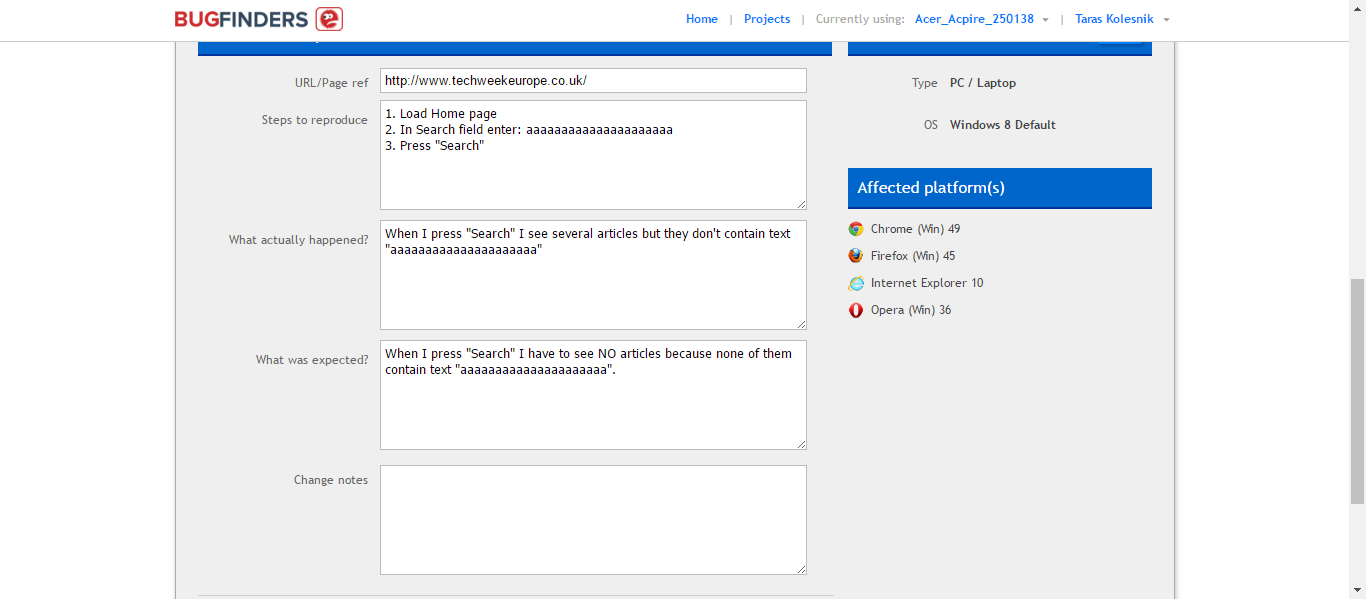 BUGFINDERS
Home | Projects | Currently using: Acer_Acpire_250138 | Taras Kolesnik
URL/Page ref http://www.techweekeurope.co.uk/
Steps to reproduce
1. Load Home page
2. In Search field enter: aaaaaaaaaaaaaaaaaaaaa
3. Press "Search"
What actually happened?
When I press "Search" I see several articles but they don't contain text
"aaaaaaaaaaaaaaaaaaaaa"
What was expected?
When I press "Search" I have to see NO articles because none of them
contain text "aaaaaaaaaaaaaaaaaaaaa".
Change notes
Type PC / Laptop
OS Windows 8 Default
Affected platform(s)
Chrome (Win) 49
Firefox (Win) 45
Internet Explorer 10
Opera (Win) 36